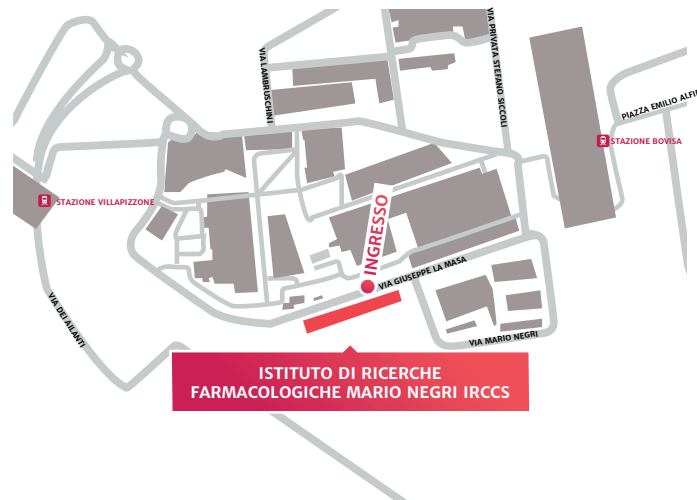 VIA LAMBRUSCHINI
VIA PRIVATA STEFANO SICCOLI
PIAZZA EMILIO ALFI
STAZIONE BOVISA
STAZIONE VILLAPIZZONE
INGRESSO
VIA GIUSEPPE LA MASA
VIA DEI AILANTI
VIA MARIO NEGRI
ISTITUTO DI RICERCHE
FARMACOLOGICHE MARIO NEGRI IRCCS